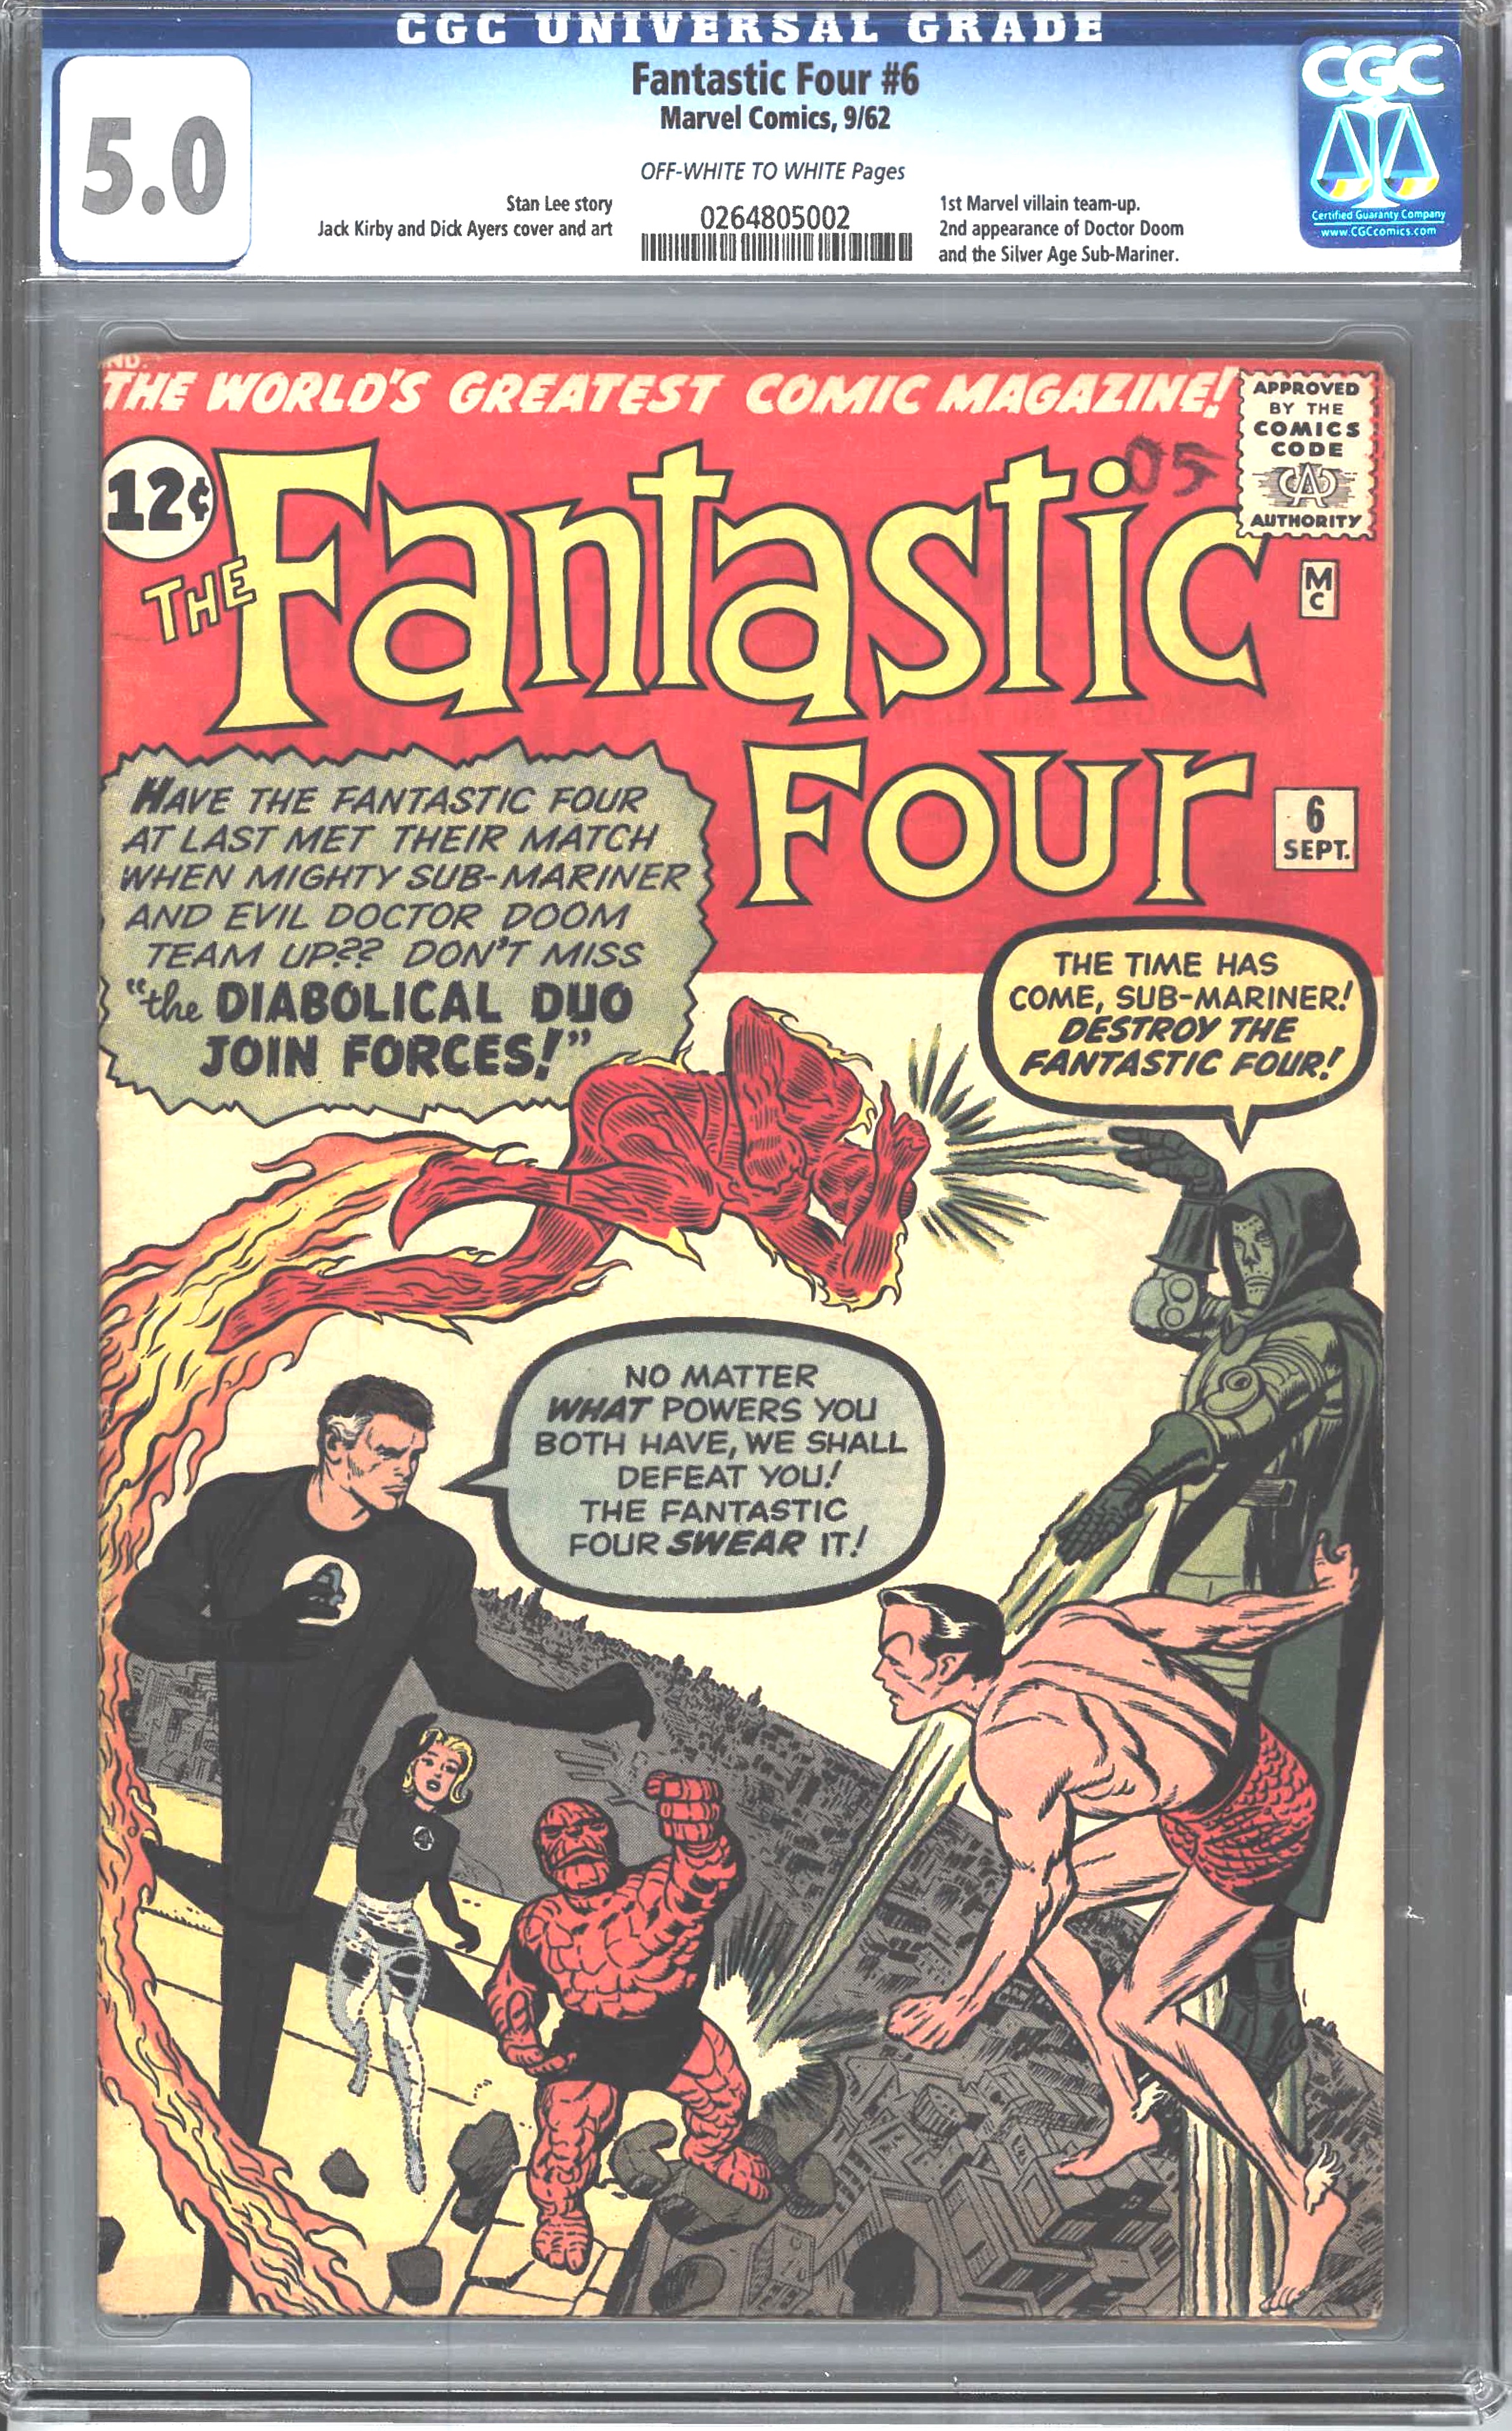 CGC UNIVERSAL GRADE
5.0
Fantastic Four #6
Marvel Comics, 9/62
OFF-WHITE TO WHITE Pages
Stan Lee story
Jack Kirby and Dick Ayers cover and art
0264805002
1st Marvel villain team-up.
2nd appearance of Doctor Doom
and the Silver Age Sub-Mariner.
CGC
Certified Guaranty Company
www.CGCcomics.com
IND.
THE WORLD'S GREATEST COMIC MAGAZINE!
APPROVED
BY THE
COMICS
CODE
CA
AUTHORITY
05
12¢
THE Fantastic
Four
M
C
6
SEPT.
HAVE THE FANTASTIC FOUR
AT LAST MET THEIR MATCH
WHEN MIGHTY SUB-MARINER
AND EVIL DOCTOR DOOM
TEAM UP?? DON'T MISS
"the DIABOLICAL DUO
JOIN FORCES!"
THE TIME HAS
COME, SUB-MARINER!
DESTROY THE
FANTASTIC FOUR!
NO MATTER
WHAT POWERS YOU
BOTH HAVE, WE SHALL
DEFEAT YOU!
THE FANTASTIC
FOUR SWEAR IT!
4
4